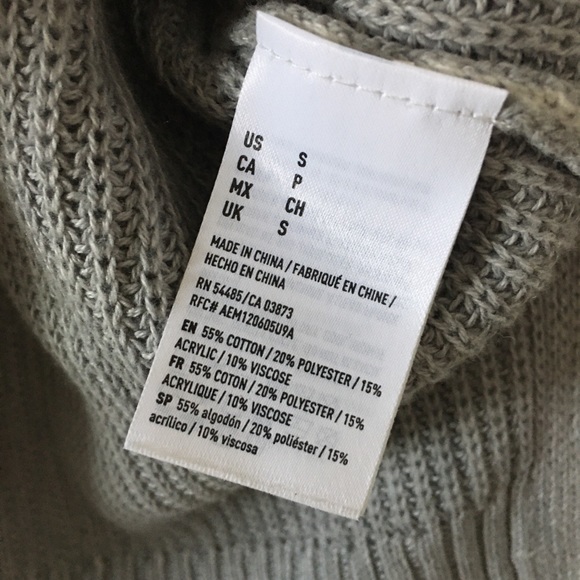 US S
CA P
MX CH
UK S
MADE IN CHINA / FABRIQUÉ EN CHINE /
HECHO EN CHINA
RN 54485/CA 03873
RFC# AEM120605U9A
EN 55% COTTON / 20% POLYESTER / 15%
ACRYLIC / 10% VISCOSE
FR 55% COTON / 20% POLYESTER / 15%
ACRYLIQUE / 10% VISCOSE
SP 55% algodón / 20% poliéster / 15%
acrílico / 10% viscosa